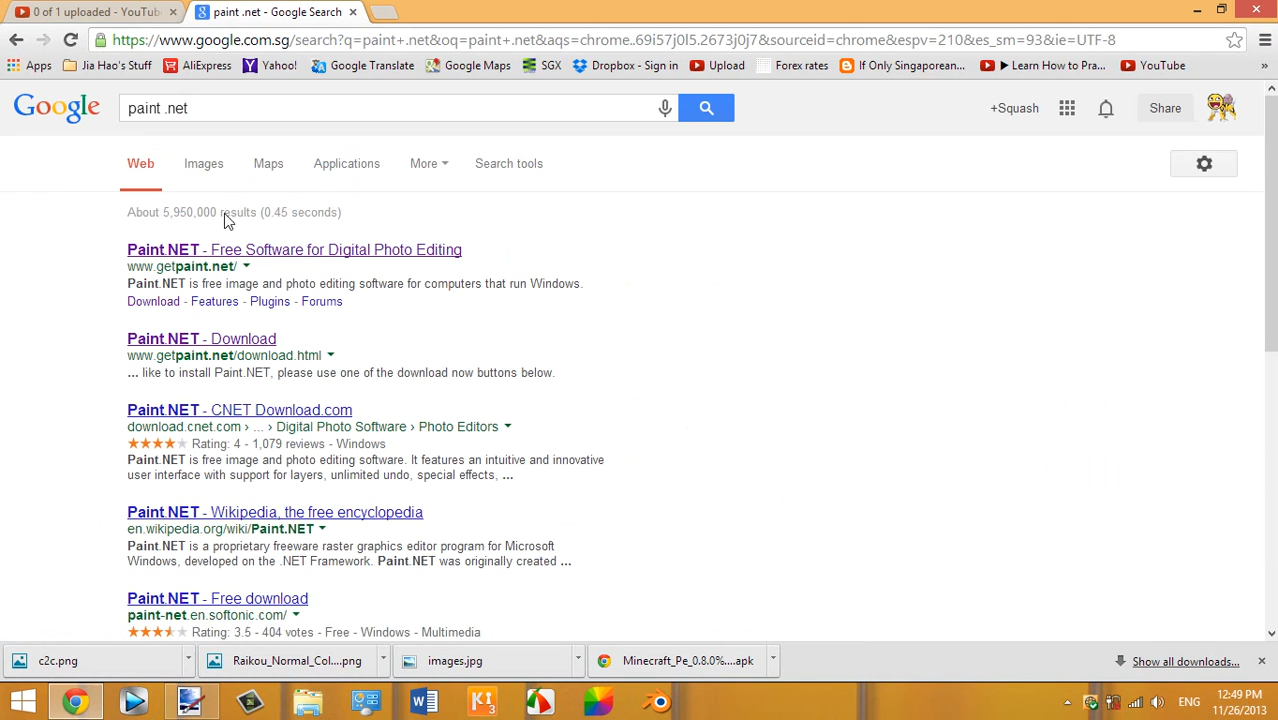 0 of 1 uploaded - YouTub
paint .net - Google Search
https://www.google.com.sg/search?q=paint+.net&oq=paint+.net&aqs=chrome..69i57j0l5.2673j0j7&sourceid=chrome&espv=210&es_sm=93&ie=UTF-8
Apps Jia Hao's Stuff AliExpress Yahoo! Google Translate Google Maps SGX Dropbox - Sign in Upload Forex rates If Only Singaporean... ▶ Learn How to Pra... YouTube »
Google paint .net +Squash Share
Web Images Maps Applications More Search tools
About 5,950,000 results (0.45 seconds)
Paint.NET - Free Software for Digital Photo Editing
www.getpaint.net/
Paint.NET is free image and photo editing software for computers that run Windows.
Download - Features - Plugins - Forums
Paint.NET - Download
www.getpaint.net/download.html
... like to install Paint.NET, please use one of the download now buttons below.
Paint.NET - CNET Download.com
download.cnet.com › ... › Digital Photo Software › Photo Editors
Rating: 4 - 1,079 reviews - Windows
Paint.NET is free image and photo editing software. It features an intuitive and innovative
user interface with support for layers, unlimited undo, special effects, ...
Paint.NET - Wikipedia, the free encyclopedia
en.wikipedia.org/wiki/Paint.NET
Paint.NET is a proprietary freeware raster graphics editor program for Microsoft
Windows, developed on the .NET Framework. Paint.NET was originally created ...
Paint.NET - Free download
paint-net.en.softonic.com/
Rating: 3.5 - 404 votes - Free - Windows - Multimedia
c2c.png Raikou_Normal_Col....png images.jpg Minecraft_Pe_0.8.0%....apk Show all downloads...
W K1 ENG 12:49 PM
11/26/2013